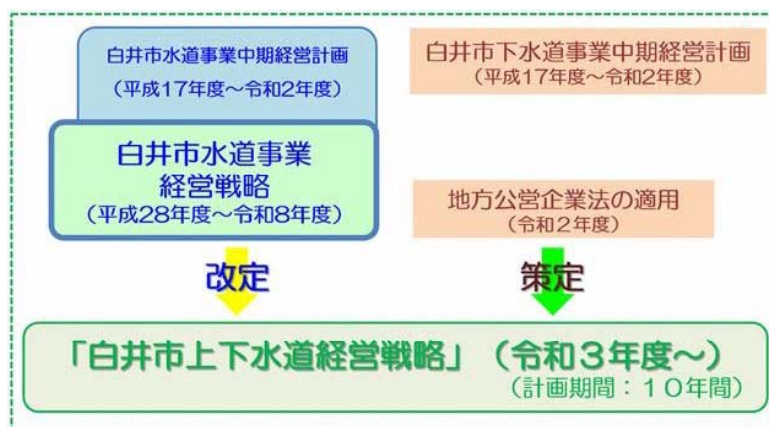 白井市水道事業中期経営計画
（平成17年度～令和2年度）
白井市水道事業
経営戦略
（平成28年度～令和8年度）
白井市下水道事業中期経営計画
（平成17年度～令和2年度）
地方公営企業法の適用
（令和２年度）
改定
策定
「白井市上下水道経営戦略」（令和３年度～）
（計画期間：１０年間）